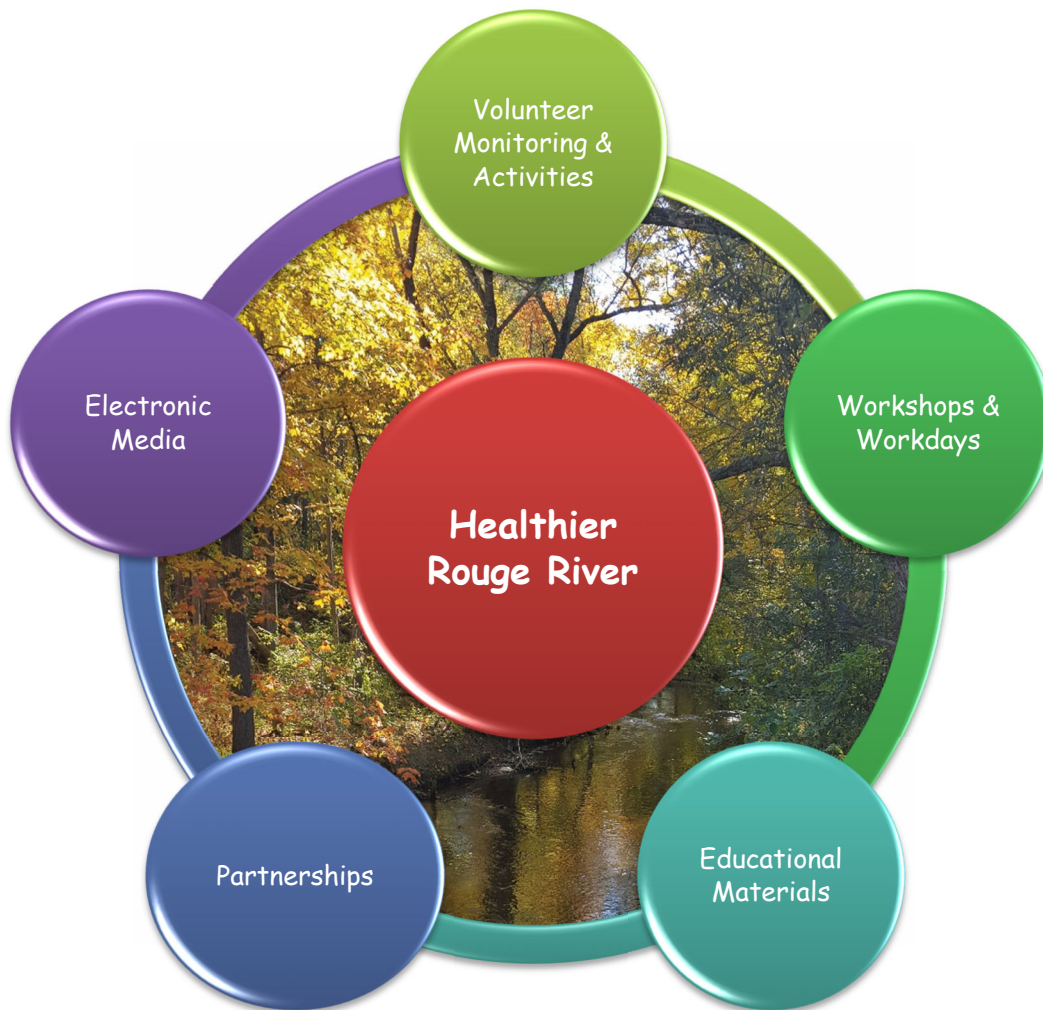 Volunteer
Monitoring &
Activities
Electronic
Media
Workshops &
Workdays
Healthier
Rouge River
Partnerships
Educational
Materials